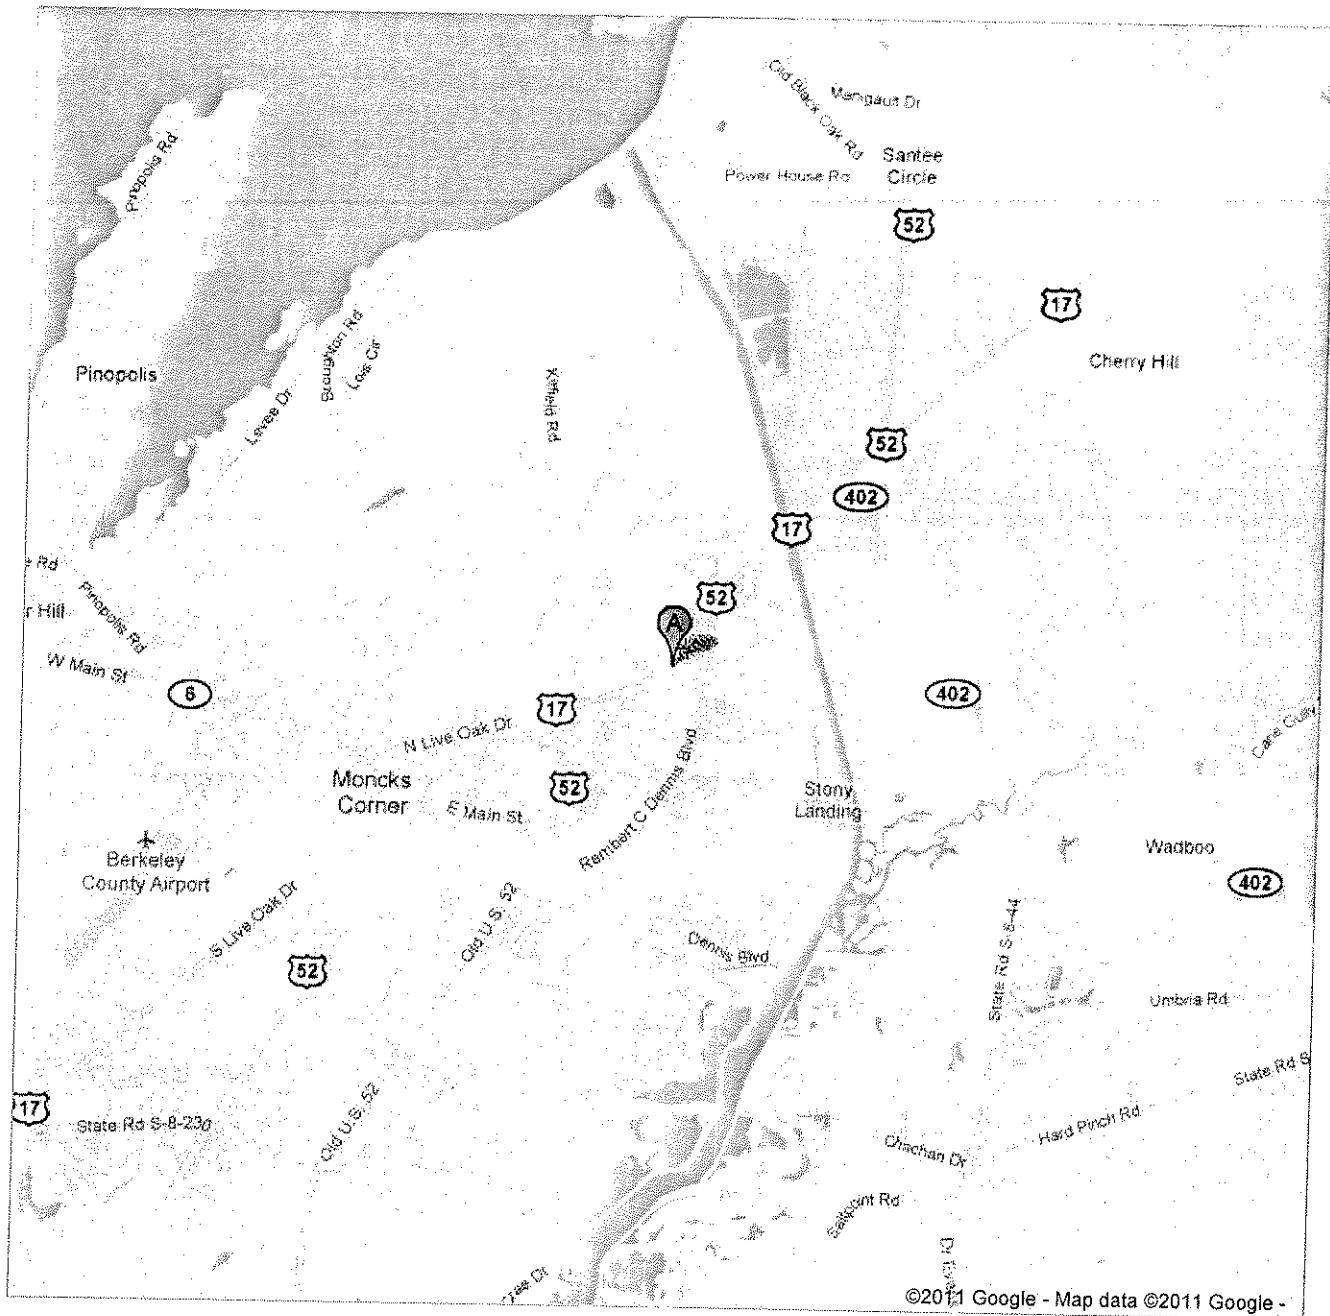 Old Black Oak Rd
Manigault Dr
Pinopolis Rd
Santee
Circle
Power House Rd
52
17
Broughton Rd
Lois Cir
Cherry Hill
Pinopolis
Levee Dr
Kitfield Rd
52
402
17
e Rd
52
Pinopolis Rd
r Hill
A
W Main St
6
402
17
Cane Gully
N Live Oak Dr
Rembert C Dennis Blvd
Moncks
Corner
52
Stony
Landing
E Main St
Berkeley
County Airport
Wadboo
402
S Live Oak Dr
Old U.S. 52
State Rd S-8-44
Dennis Blvd
52
Umbria Rd
State Rd S
17
State Rd S-8-230
Old U.S. 52
Hard Pinch Rd
Chachan Dr
Saltpoint Rd
©2011 Google - Map data ©2011 Google -